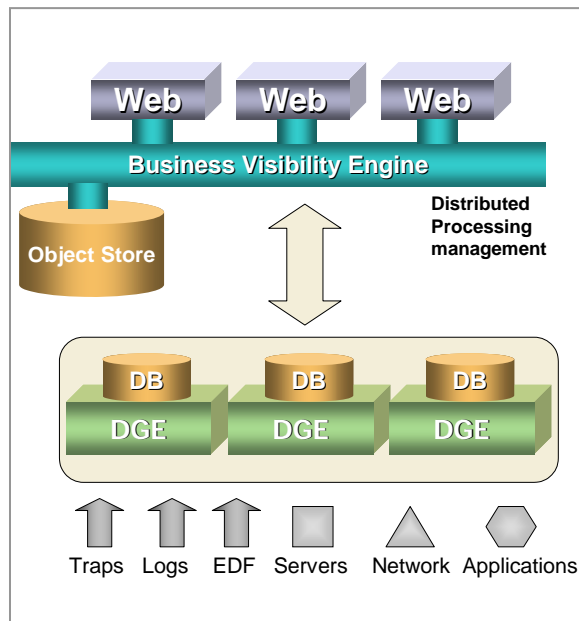 Web Web Web
Business Visibility Engine
Object Store
Distributed
Processing
management
DB DB DB
DGE DGE DGE
Traps Logs EDF Servers Network Applications